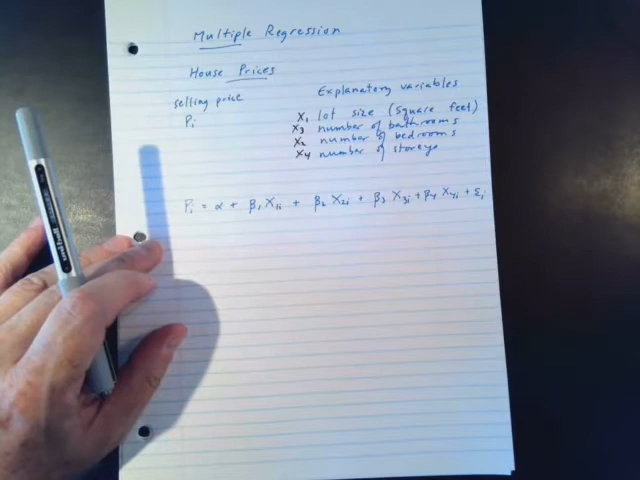 Multiple Regression
House Prices
Explanatory variables
selling price
Pi
X1 lot size (square feet)
X3 number of bathrooms
X2 number of bedrooms
X4 number of storeys
Pi = α + β1 X1i + β2 X2i + β3 X3i + β4 X4i + Σi